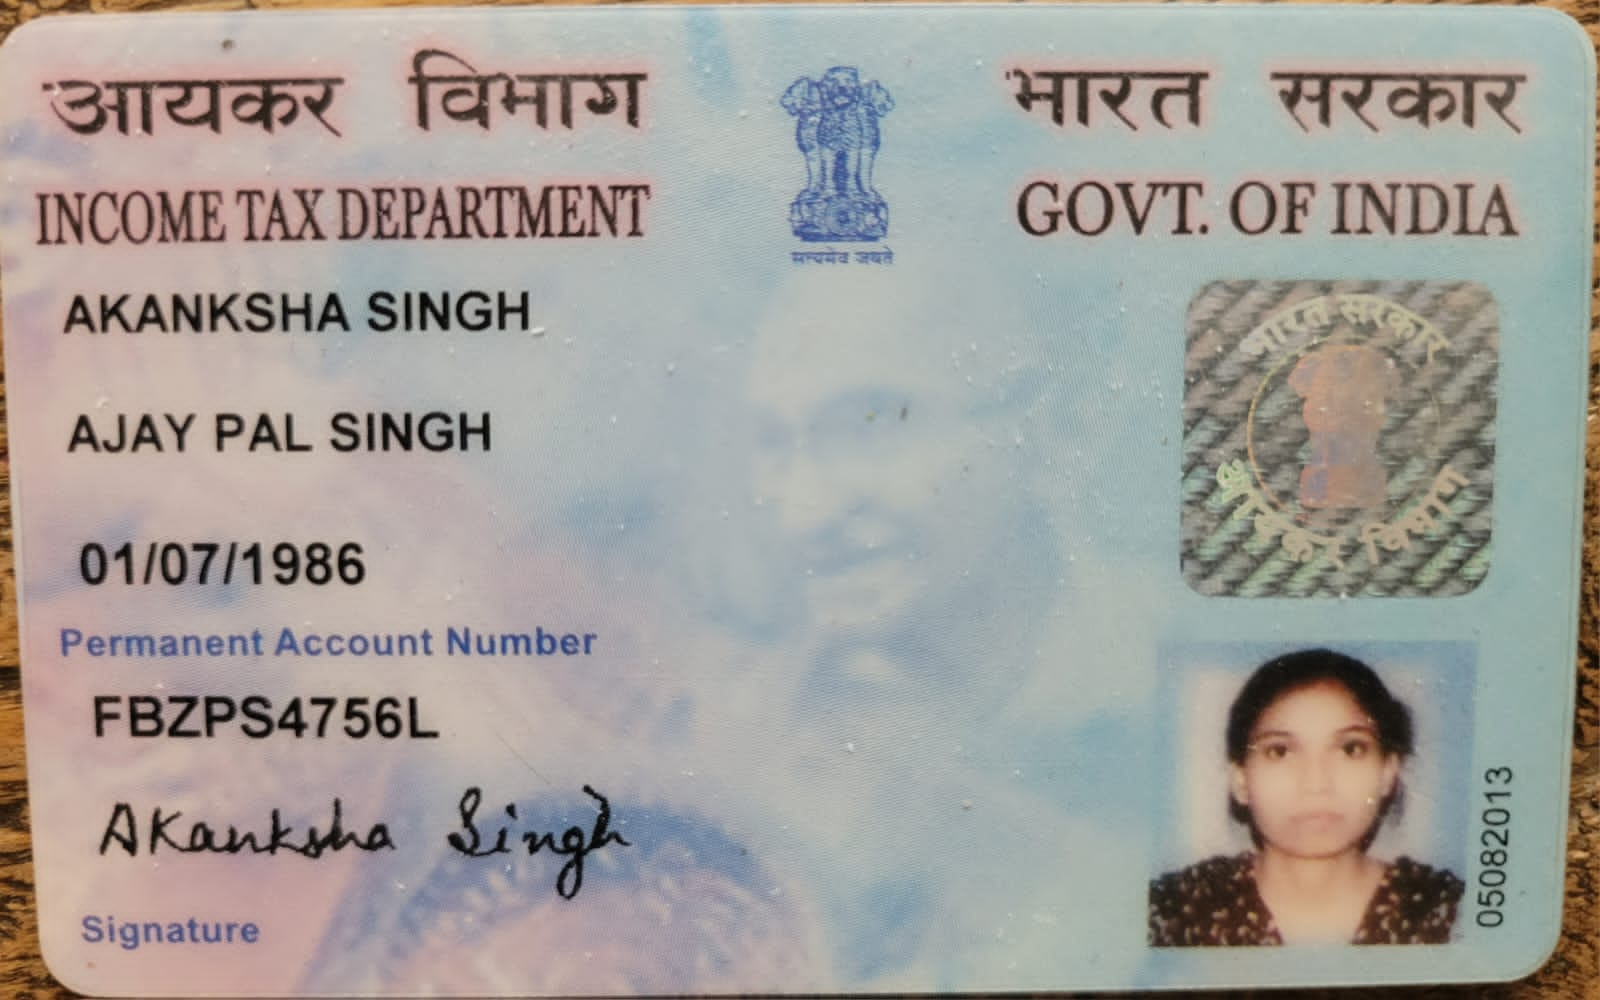 आयकर विभाग
भारत सरकार
INCOME TAX DEPARTMENT
GOVT. OF INDIA
सत्यमेव जयते
AKANKSHA SINGH
भारत सरकार
AJAY PAL SINGH
आयकर विभाग
01/07/1986
Permanent Account Number
FBZPS4756L
Akanksha Singh
Signature
05082013